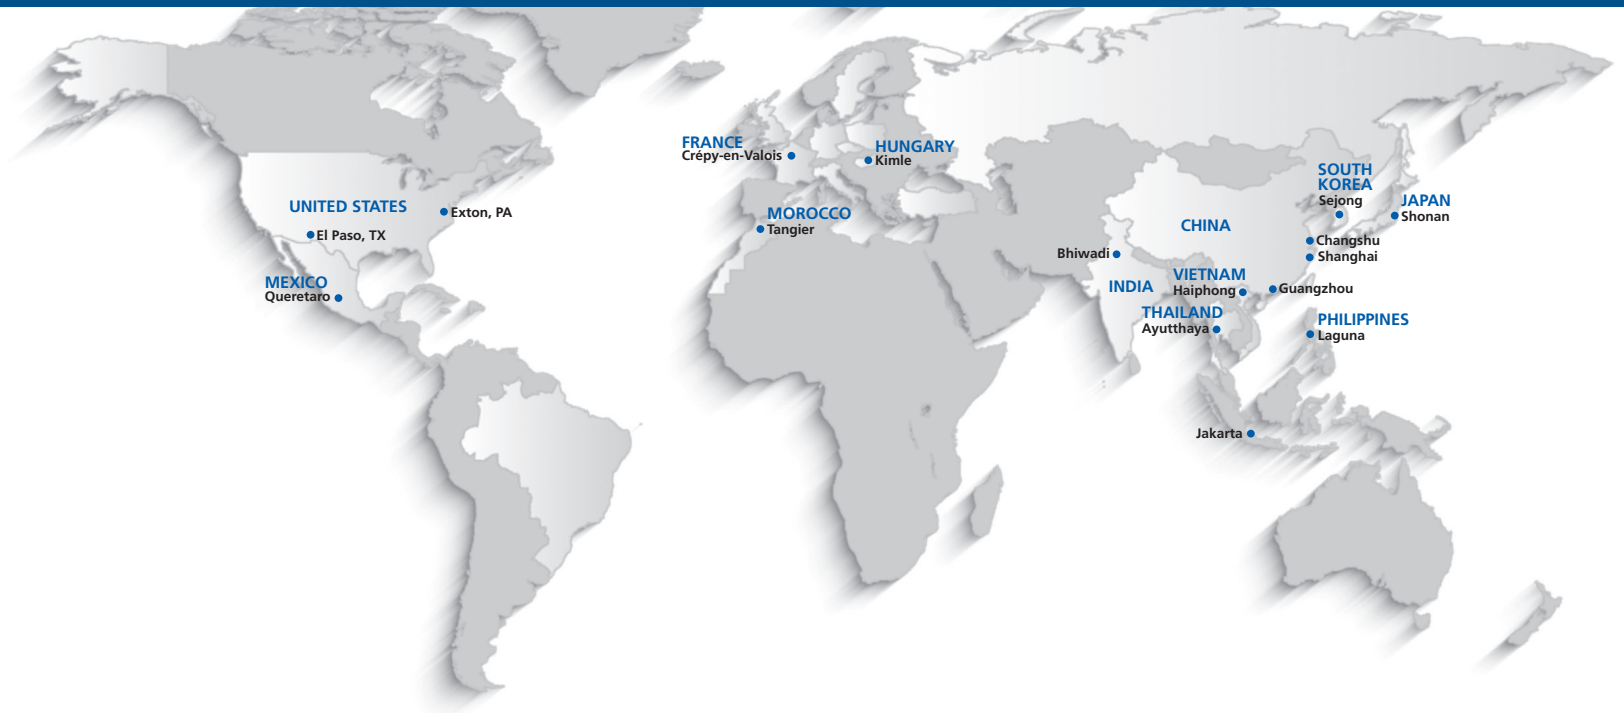 UNITED STATES
Exton, PA
El Paso, TX
MEXICO
Queretaro
FRANCE
Crépy-en-Valois
HUNGARY
Kimle
MOROCCO
Tangier
SOUTH
KOREA
Sejong
JAPAN
Shonan
CHINA
Changshu
Shanghai
Bhiwadi
INDIA
VIETNAM
Haiphong
Guangzhou
THAILAND
Ayutthaya
PHILIPPINES
Laguna
Jakarta